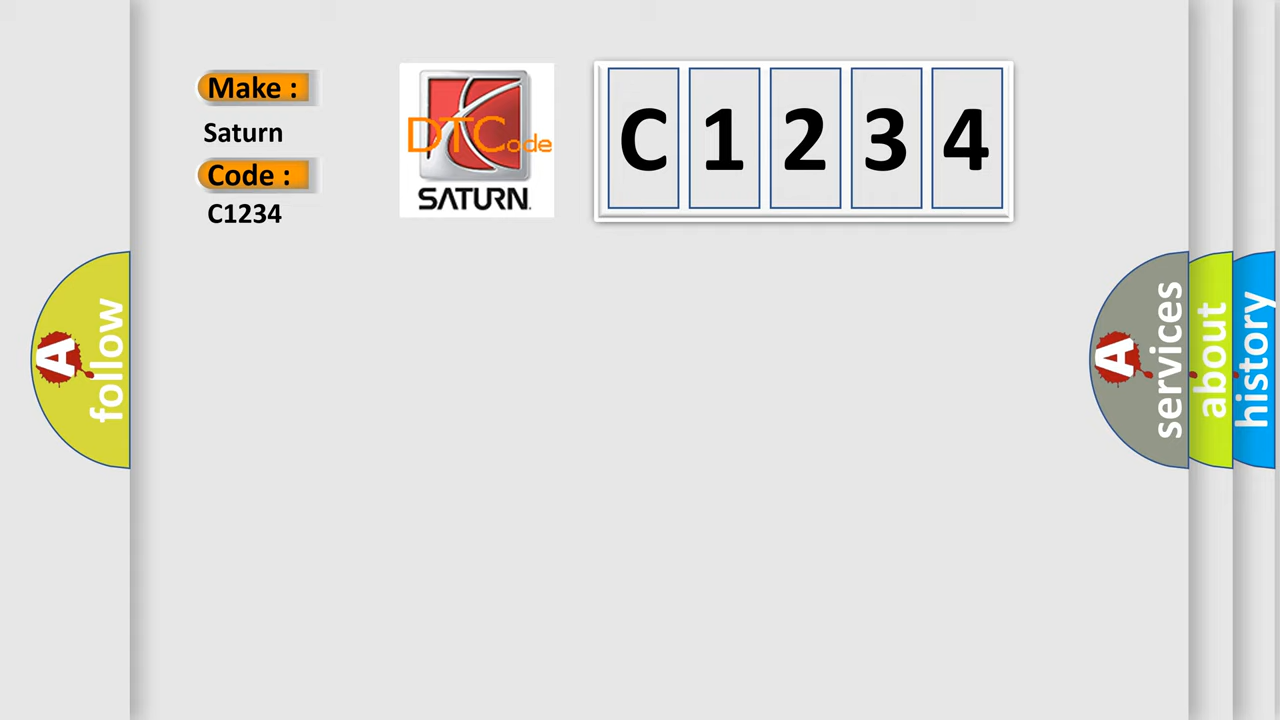 Make :
Saturn
Code :
C1234
DTCode
SATURN
C 1 2 3 4
A
follow
A
services
about
history